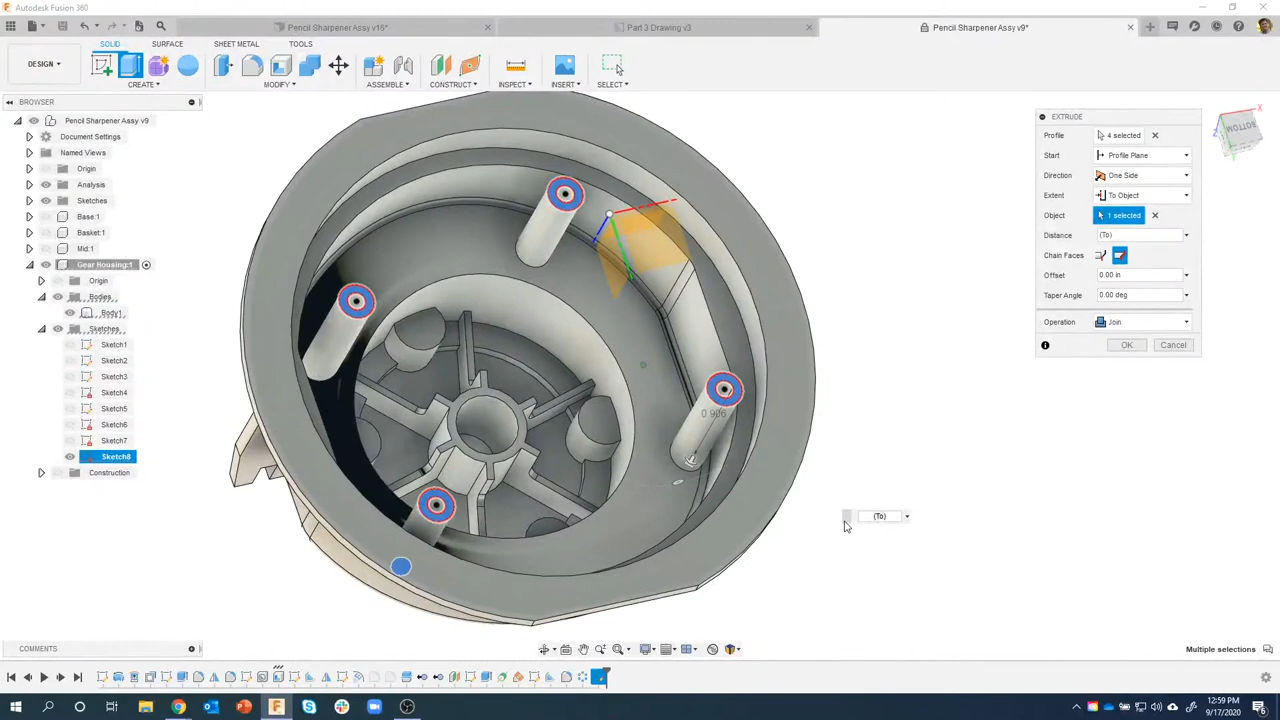 Autodesk Fusion 360
Pencil Sharpener Assy v16*
Part 3 Drawing v3
Pencil Sharpener Assy v9*
SOLID
SURFACE
SHEET METAL
TOOLS
DESIGN
CREATE
MODIFY
ASSEMBLE
CONSTRUCT
INSPECT
INSERT
SELECT
BROWSER
Pencil Sharpener Assy v9
Document Settings
Named Views
Origin
Analysis
Sketches
Base:1
Basket:1
Mid:1
Gear Housing:1
Origin
Bodies
Body1
Sketches
Sketch1
Sketch2
Sketch3
Sketch4
Sketch5
Sketch6
Sketch7
Sketch8
Construction
EXTRUDE
Profile 4 selected
Start Profile Plane
Direction One Side
Extent To Object
Object 1 selected
Distance (To)
Chain Faces
Offset 0.00 in
Taper Angle 0.00 deg
Operation Join
OK Cancel
X
Z
BOTTOM
0.906
(To)
COMMENTS
Multiple selections
12:59 PM
9/17/2020
6